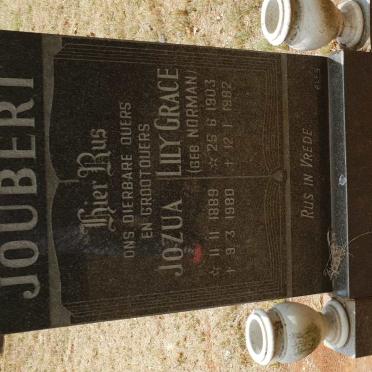 JOUBERT
Hier Rus
ONS DIERBARE OUERS
EN GROOTOUERS
JOZUA LILY GRACE
(GEB NORMAN)
☆ 11 11 1889 ☆ 25 6 1903
+ 9 3 1980 + 12 1 1982
RUS IN VREDE